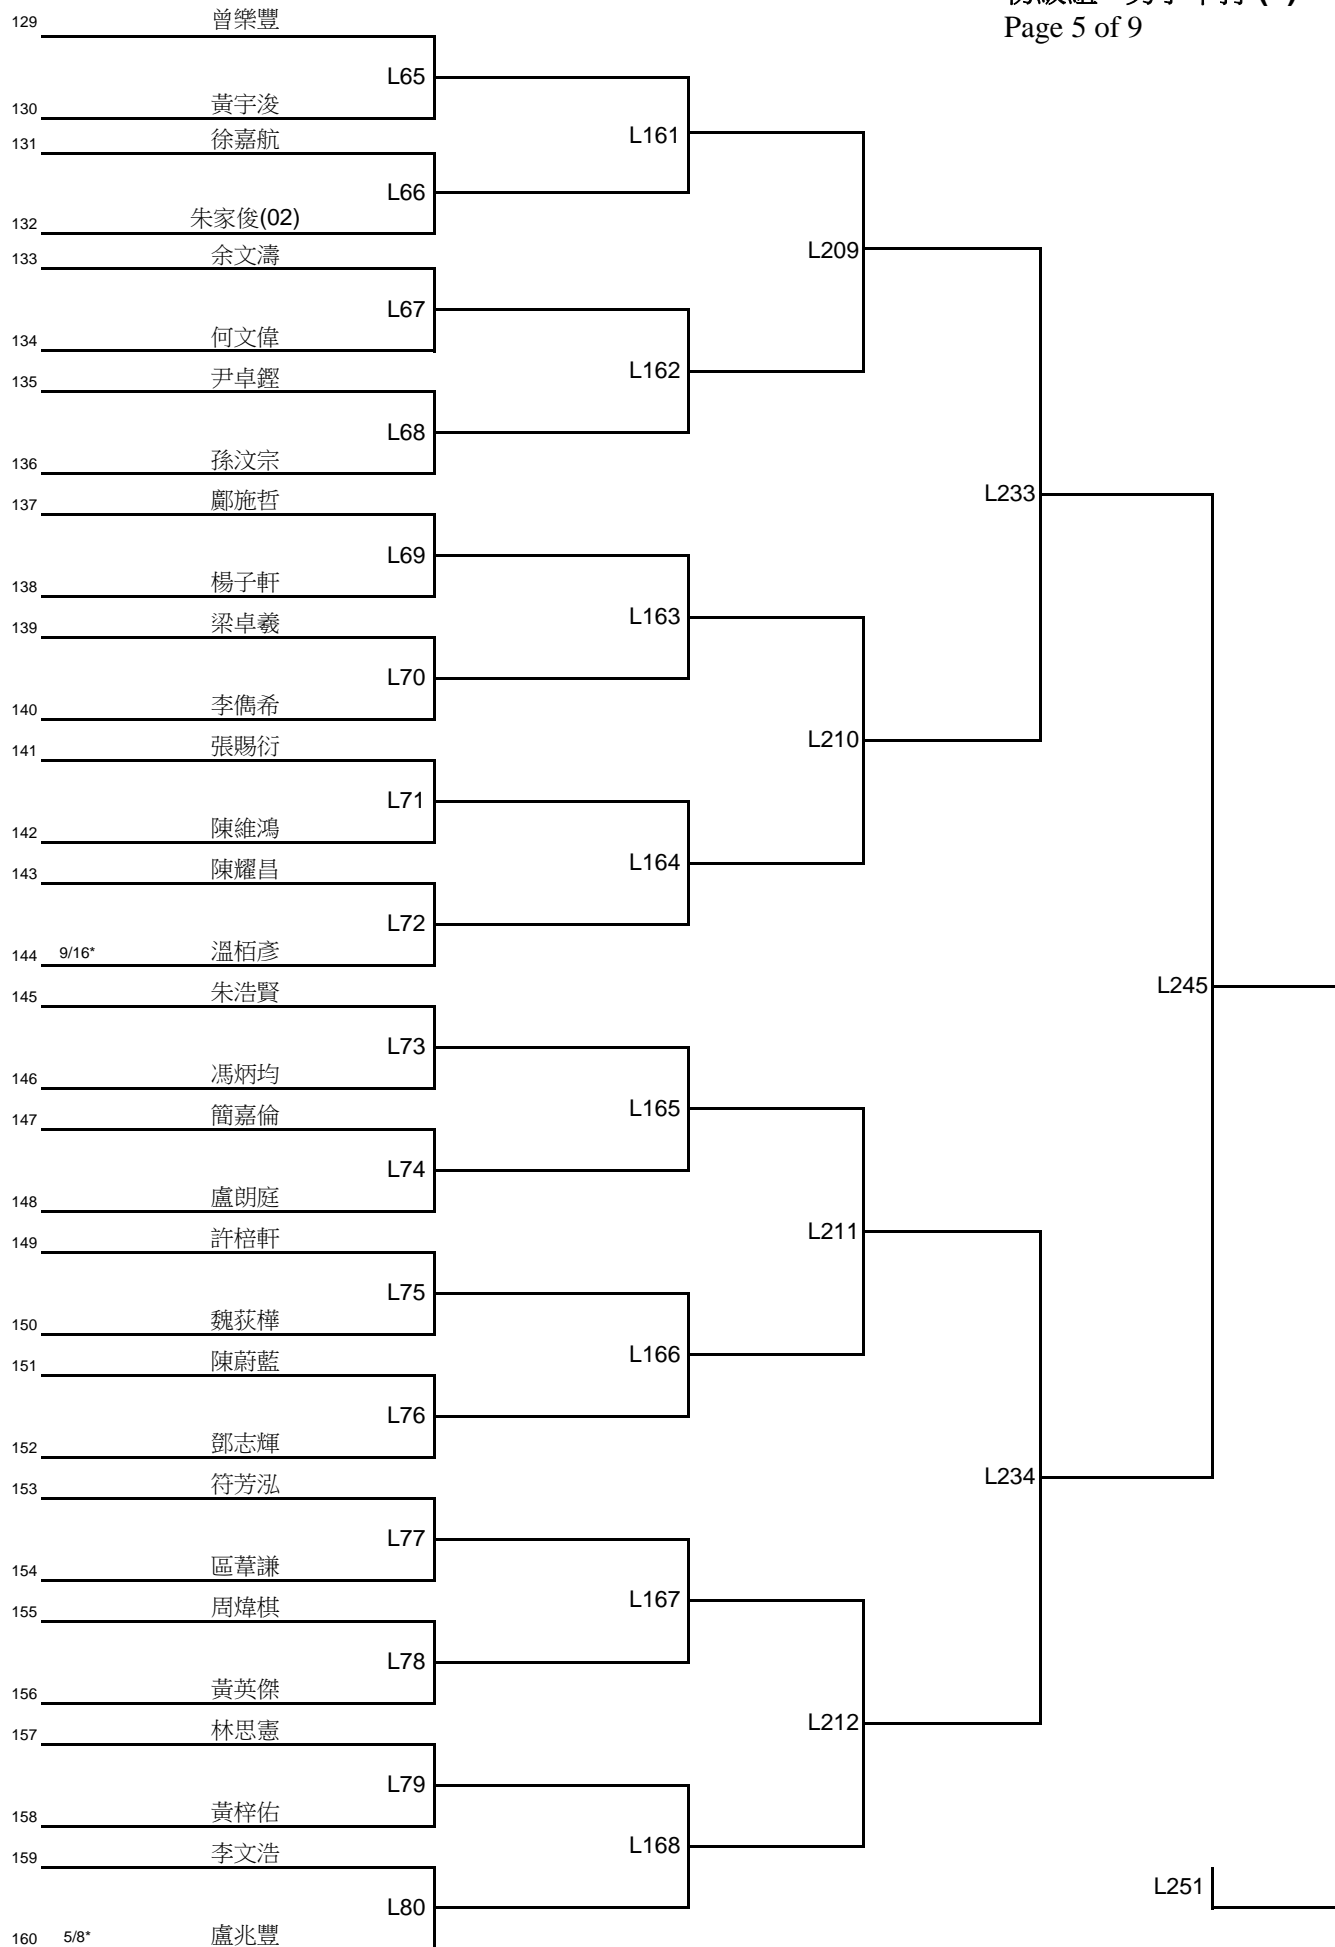 Page 5 of 9
129 曾樂豐
L65
130 黃宇浚
131 徐嘉航
L161
L66
132 朱家俊(02)
133 余文濤
L209
L67
134 何文偉
135 尹卓鏗
L162
L68
136 孫汶宗
137 鄺施哲
L233
L69
138 楊子軒
139 梁卓羲
L163
L70
140 李儁希
141 張賜衍
L210
L71
142 陳維鴻
143 陳耀昌
L164
L72
144 9/16* 溫栢彥
145 朱浩賢
L245
L73
146 馮炳均
147 簡嘉倫
L165
L74
148 盧朗庭
149 許棓軒
L211
L75
150 魏荻樺
151 陳蔚藍
L166
L76
152 鄧志輝
153 符芳泓
L234
L77
154 區葦謙
155 周煒棋
L167
L78
156 黃英傑
157 林思憲
L212
L79
158 黃梓佑
159 李文浩
L168
L251
L80
160 5/8* 盧兆豐